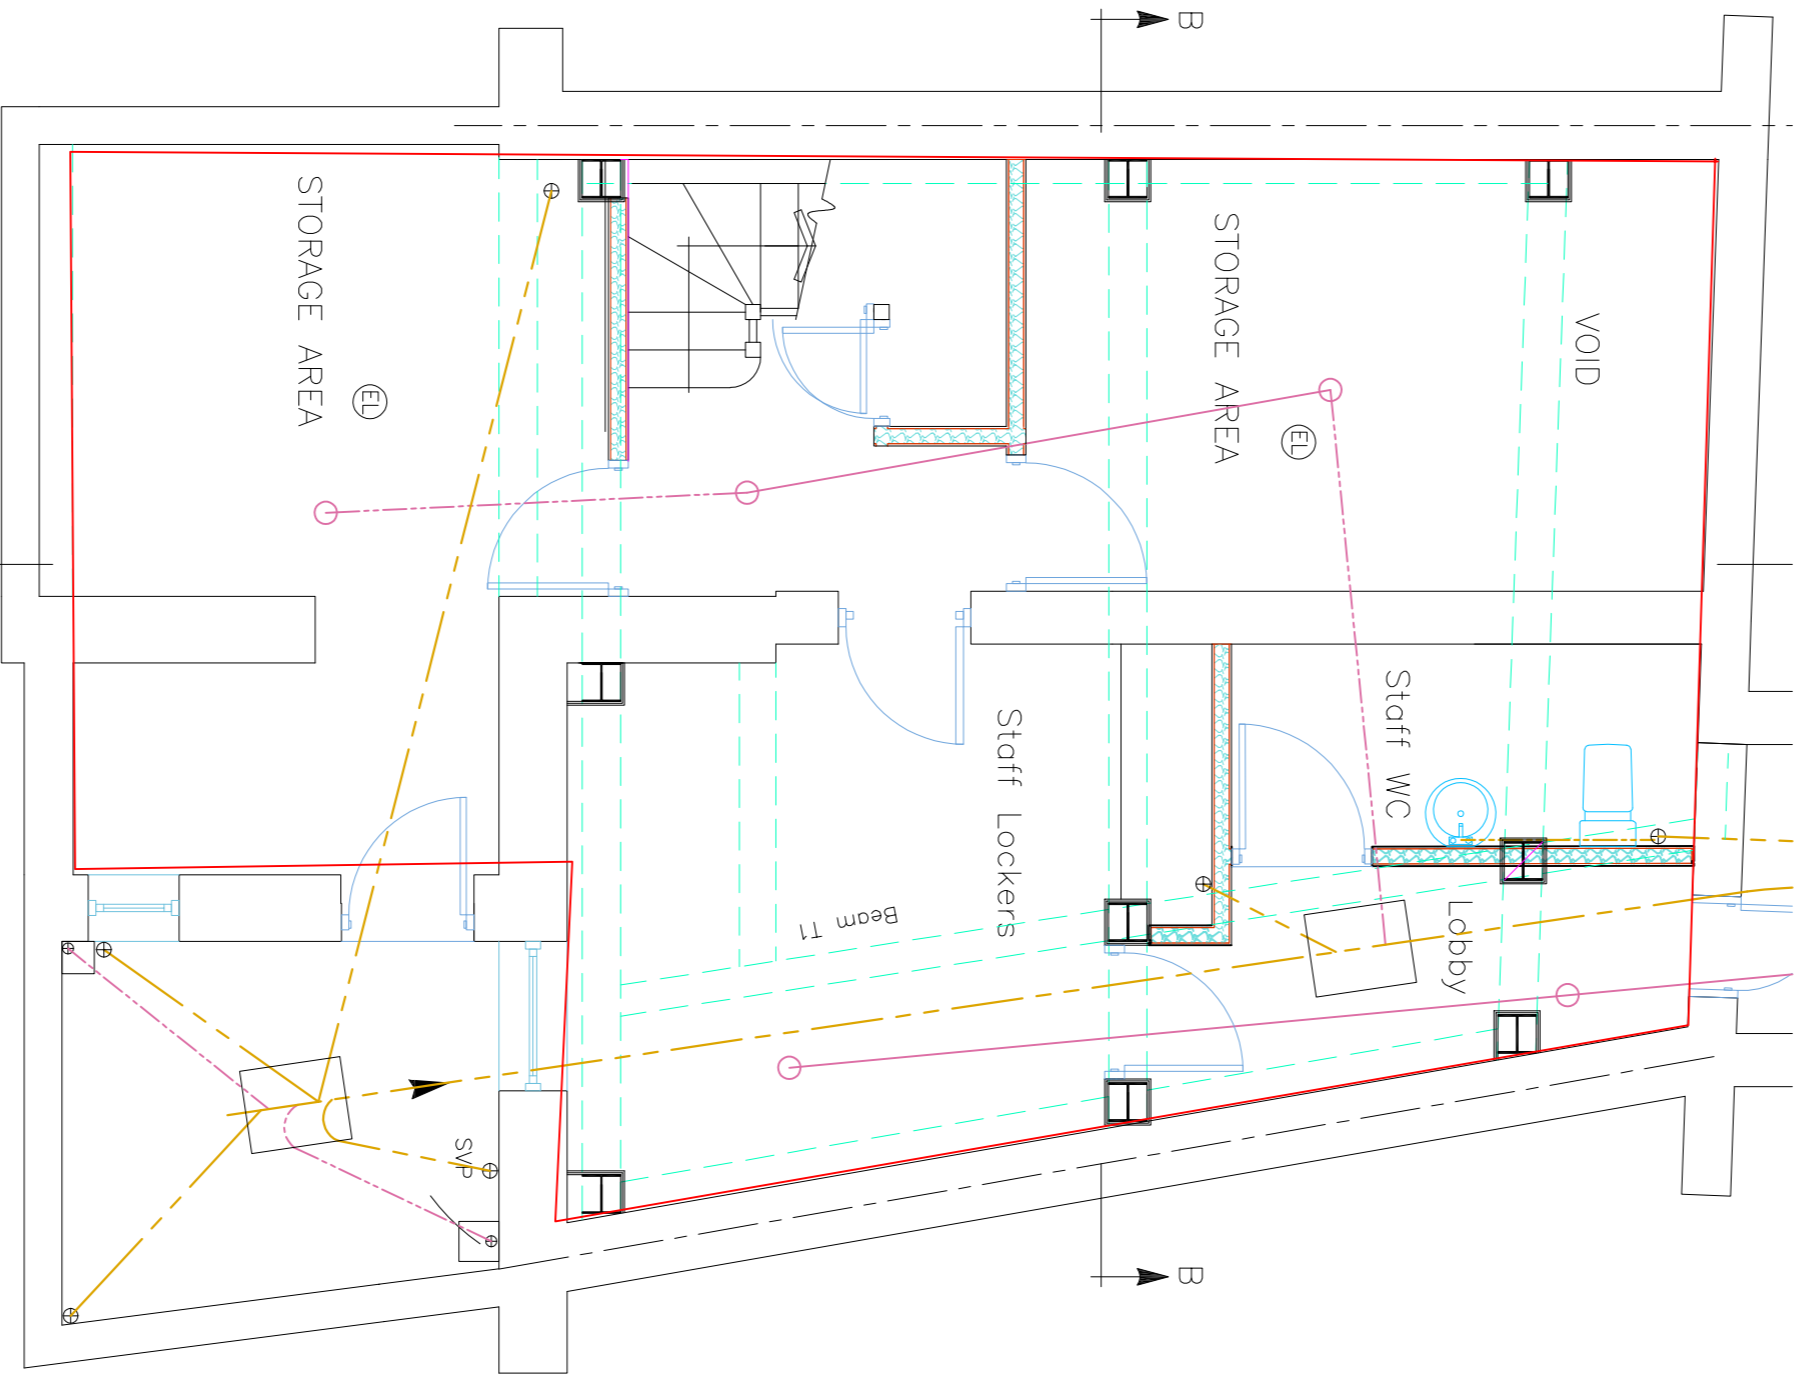 B
STORAGE AREA
EL
STORAGE AREA
EL
VOID
Staff WC
Staff Lockers
Lobby
Beam T1
SVP
B